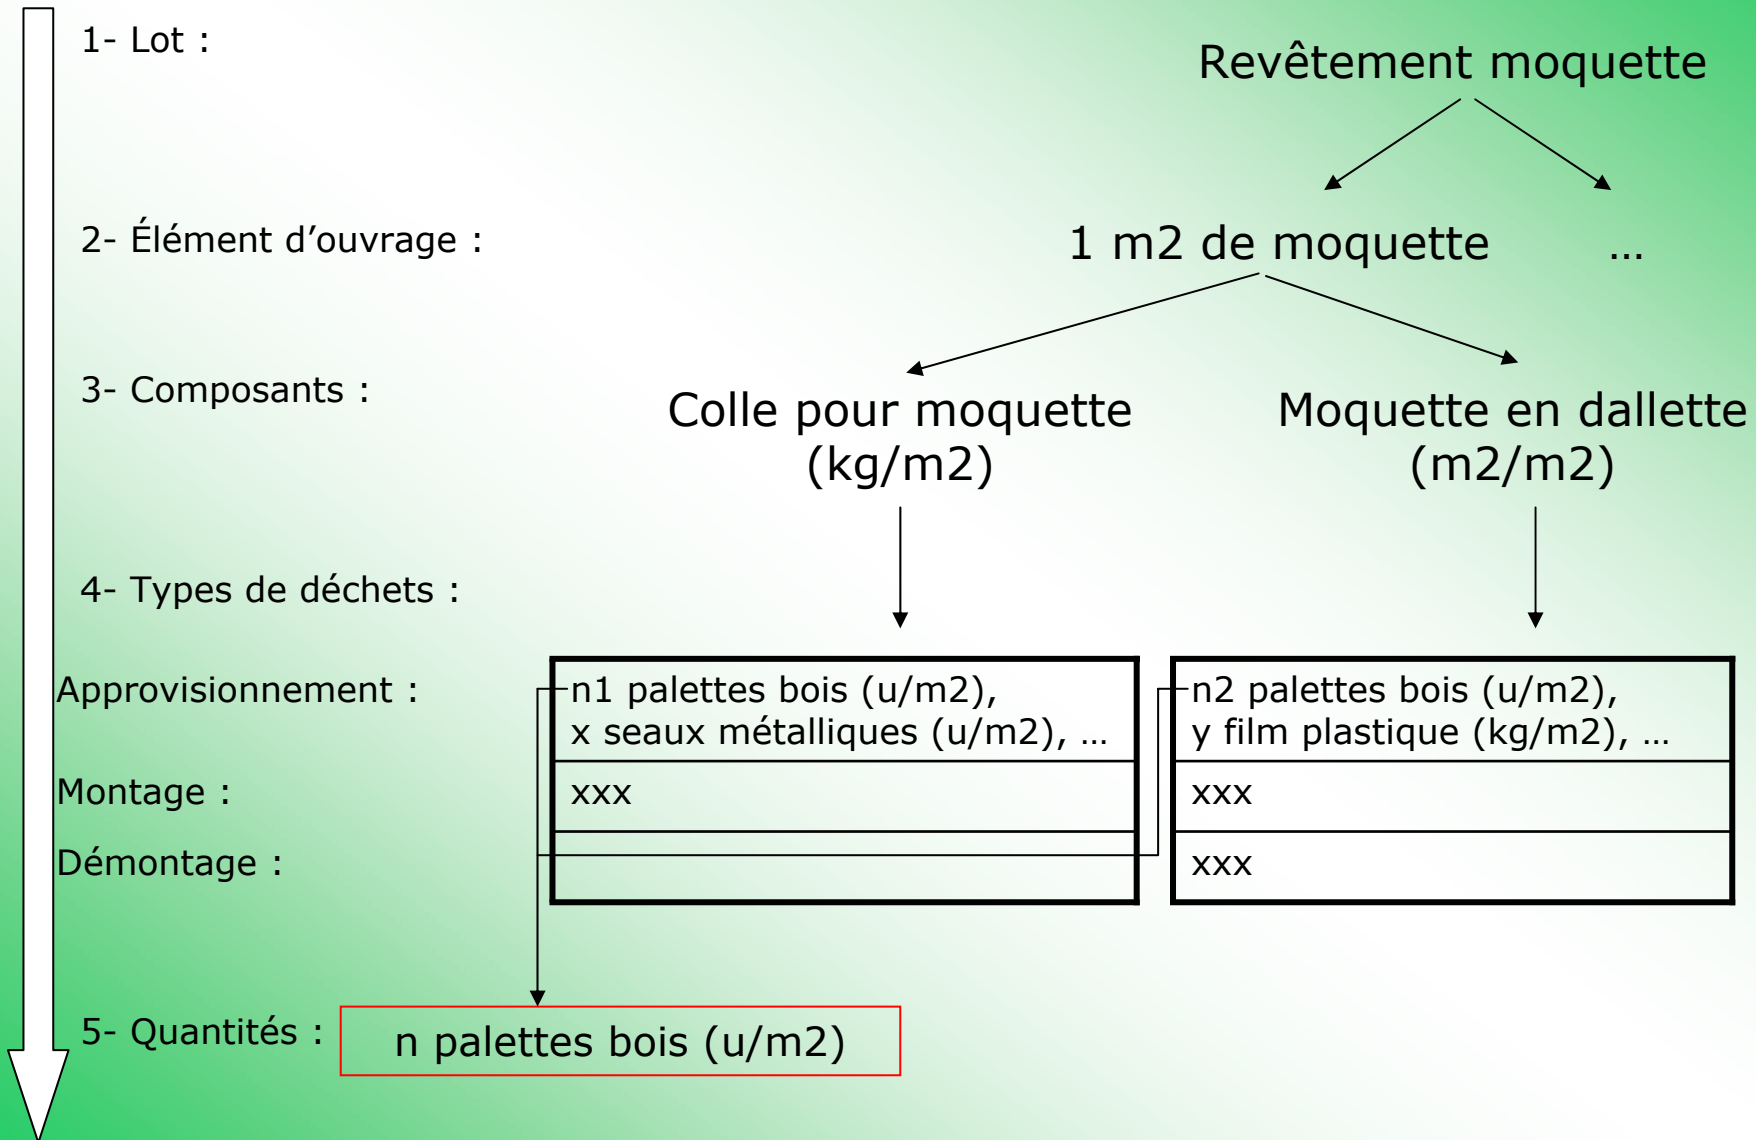 1- Lot :
Revêtement moquette
2- Élément d’ouvrage :
1 m2 de moquette
...
3- Composants :
Colle pour moquette
(kg/m2)
Moquette en dallette
(m2/m2)
4- Types de déchets :
Approvisionnement :
n1 palettes bois (u/m2),
x seaux métalliques (u/m2), ...
n2 palettes bois (u/m2),
y film plastique (kg/m2), ...
Montage :
xxx
xxx
Démontage :
xxx
5- Quantités :
n palettes bois (u/m2)